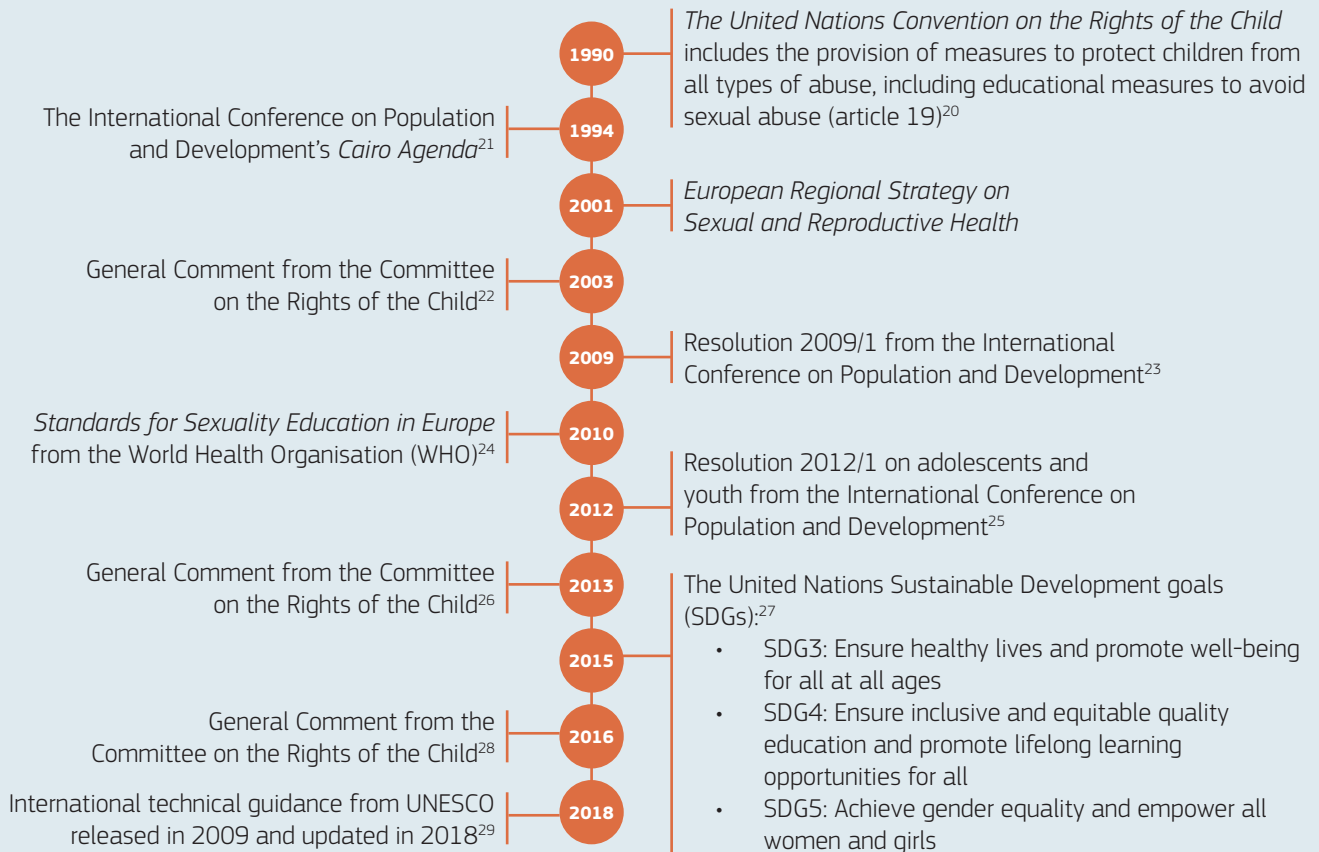 1990
The United Nations Convention on the Rights of the Child
includes the provision of measures to protect children from
all types of abuse, including educational measures to avoid
sexual abuse (article 19)20
The International Conference on Population
and Development’s Cairo Agenda21
1994
2001
European Regional Strategy on
Sexual and Reproductive Health
General Comment from the Committee
on the Rights of the Child22
2003
2009
Resolution 2009/1 from the International
Conference on Population and Development23
Standards for Sexuality Education in Europe
from the World Health Organisation (WHO)24
2010
2012
Resolution 2012/1 on adolescents and
youth from the International Conference on
Population and Development25
General Comment from the Committee
on the Rights of the Child26
2013
2015
The United Nations Sustainable Development goals
(SDGs):27
• SDG3: Ensure healthy lives and promote well-being
for all at all ages
• SDG4: Ensure inclusive and equitable quality
education and promote lifelong learning
opportunities for all
• SDG5: Achieve gender equality and empower all
women and girls
General Comment from the
Committee on the Rights of the Child28
2016
International technical guidance from UNESCO
released in 2009 and updated in 201829
2018